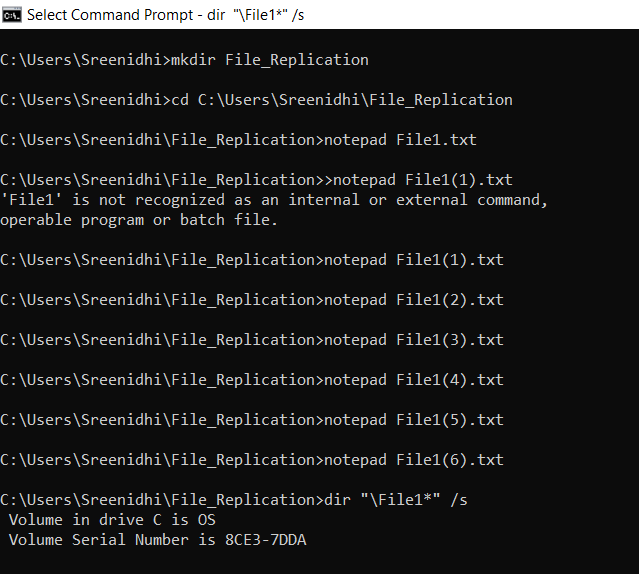 Select Command Prompt - dir "\File1*" /s
C:\Users\Sreenidhi>mkdir File_Replication
C:\Users\Sreenidhi>cd C:\Users\Sreenidhi\File_Replication
C:\Users\Sreenidhi\File_Replication>notepad File1.txt
C:\Users\Sreenidhi\File_Replication>>notepad File1(1).txt
'File1' is not recognized as an internal or external command,
operable program or batch file.
C:\Users\Sreenidhi\File_Replication>notepad File1(1).txt
C:\Users\Sreenidhi\File_Replication>notepad File1(2).txt
C:\Users\Sreenidhi\File_Replication>notepad File1(3).txt
C:\Users\Sreenidhi\File_Replication>notepad File1(4).txt
C:\Users\Sreenidhi\File_Replication>notepad File1(5).txt
C:\Users\Sreenidhi\File_Replication>notepad File1(6).txt
C:\Users\Sreenidhi\File_Replication>dir "\File1*" /s
Volume in drive C is OS
Volume Serial Number is 8CE3-7DDA